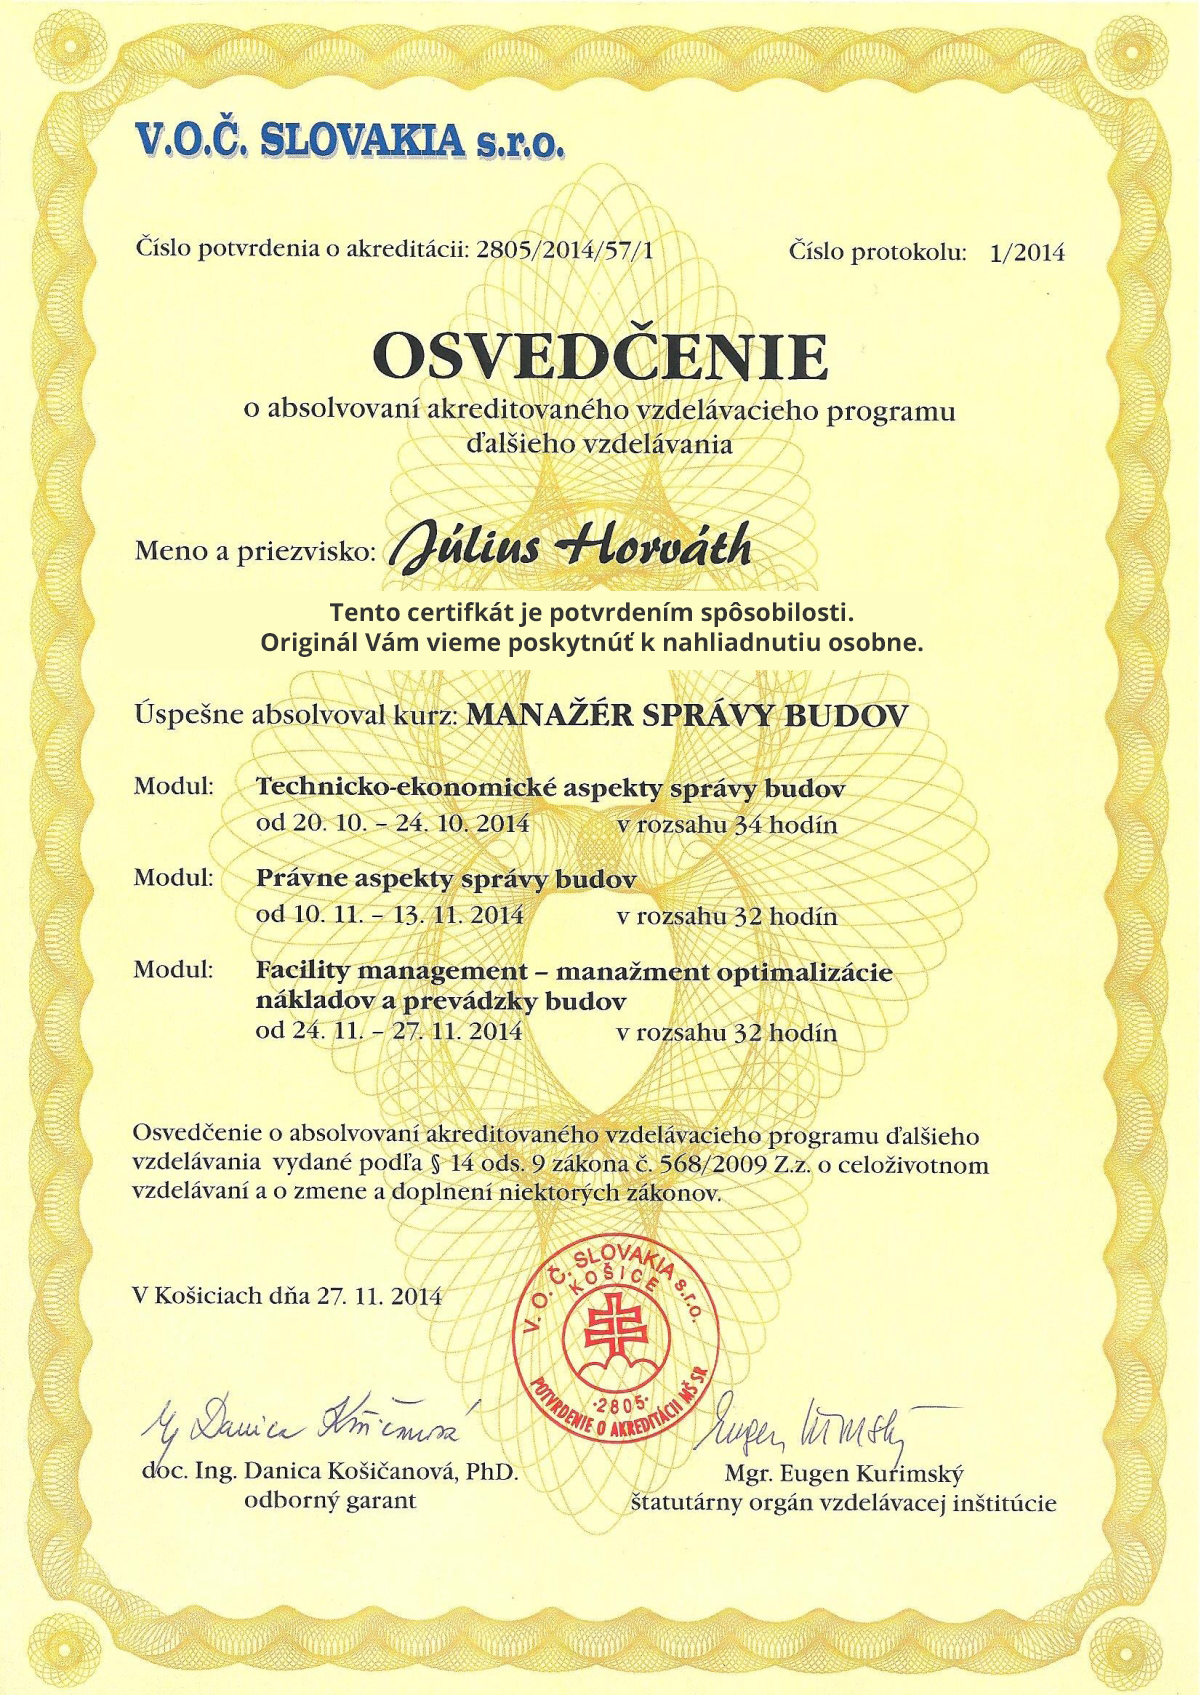 V.O.Č. SLOVAKIA s.r.o.
Číslo potvrdenia o akreditácii: 2805/2014/57/1 Číslo protokolu: 1/2014
OSVEDČENIE
o absolvovaní akreditovaného vzdelávacieho programu
ďalšieho vzdelávania
Meno a priezvisko: Július Horváth
Tento certifkát je potvrdením spôsobilosti.
Originál Vám vieme poskytnúť k nahliadnutiu osobne.
Úspešne absolvoval kurz: MANAŽÉR SPRÁVY BUDOV
Modul: Technicko-ekonomické aspekty správy budov
od 20. 10. – 24. 10. 2014 v rozsahu 34 hodín
Modul: Právne aspekty správy budov
od 10. 11. – 13. 11. 2014 v rozsahu 32 hodín
Modul: Facility management – manažment optimalizácie
nákladov a prevádzky budov
od 24. 11. – 27. 11. 2014 v rozsahu 32 hodín
Osvedčenie o absolvovaní akreditovaného vzdelávacieho programu ďalšieho
vzdelávania vydané podľa § 14 ods. 9 zákona č. 568/2009 Z.z. o celoživotnom
vzdelávaní a o zmene a doplnení niektorých zákonov.
V. O. Č. SLOVAKIA s.r.o.
KOŠICE
V Košiciach dňa 27. 11. 2014
·2805·
POTVRDENIE O AKREDITÁCII MŠ SR
Danica Košičanová
Eugen Kurimský
doc. Ing. Danica Košičanová, PhD.
odborný garant
Mgr. Eugen Kurimský
štatutárny orgán vzdelávacej inštitúcie